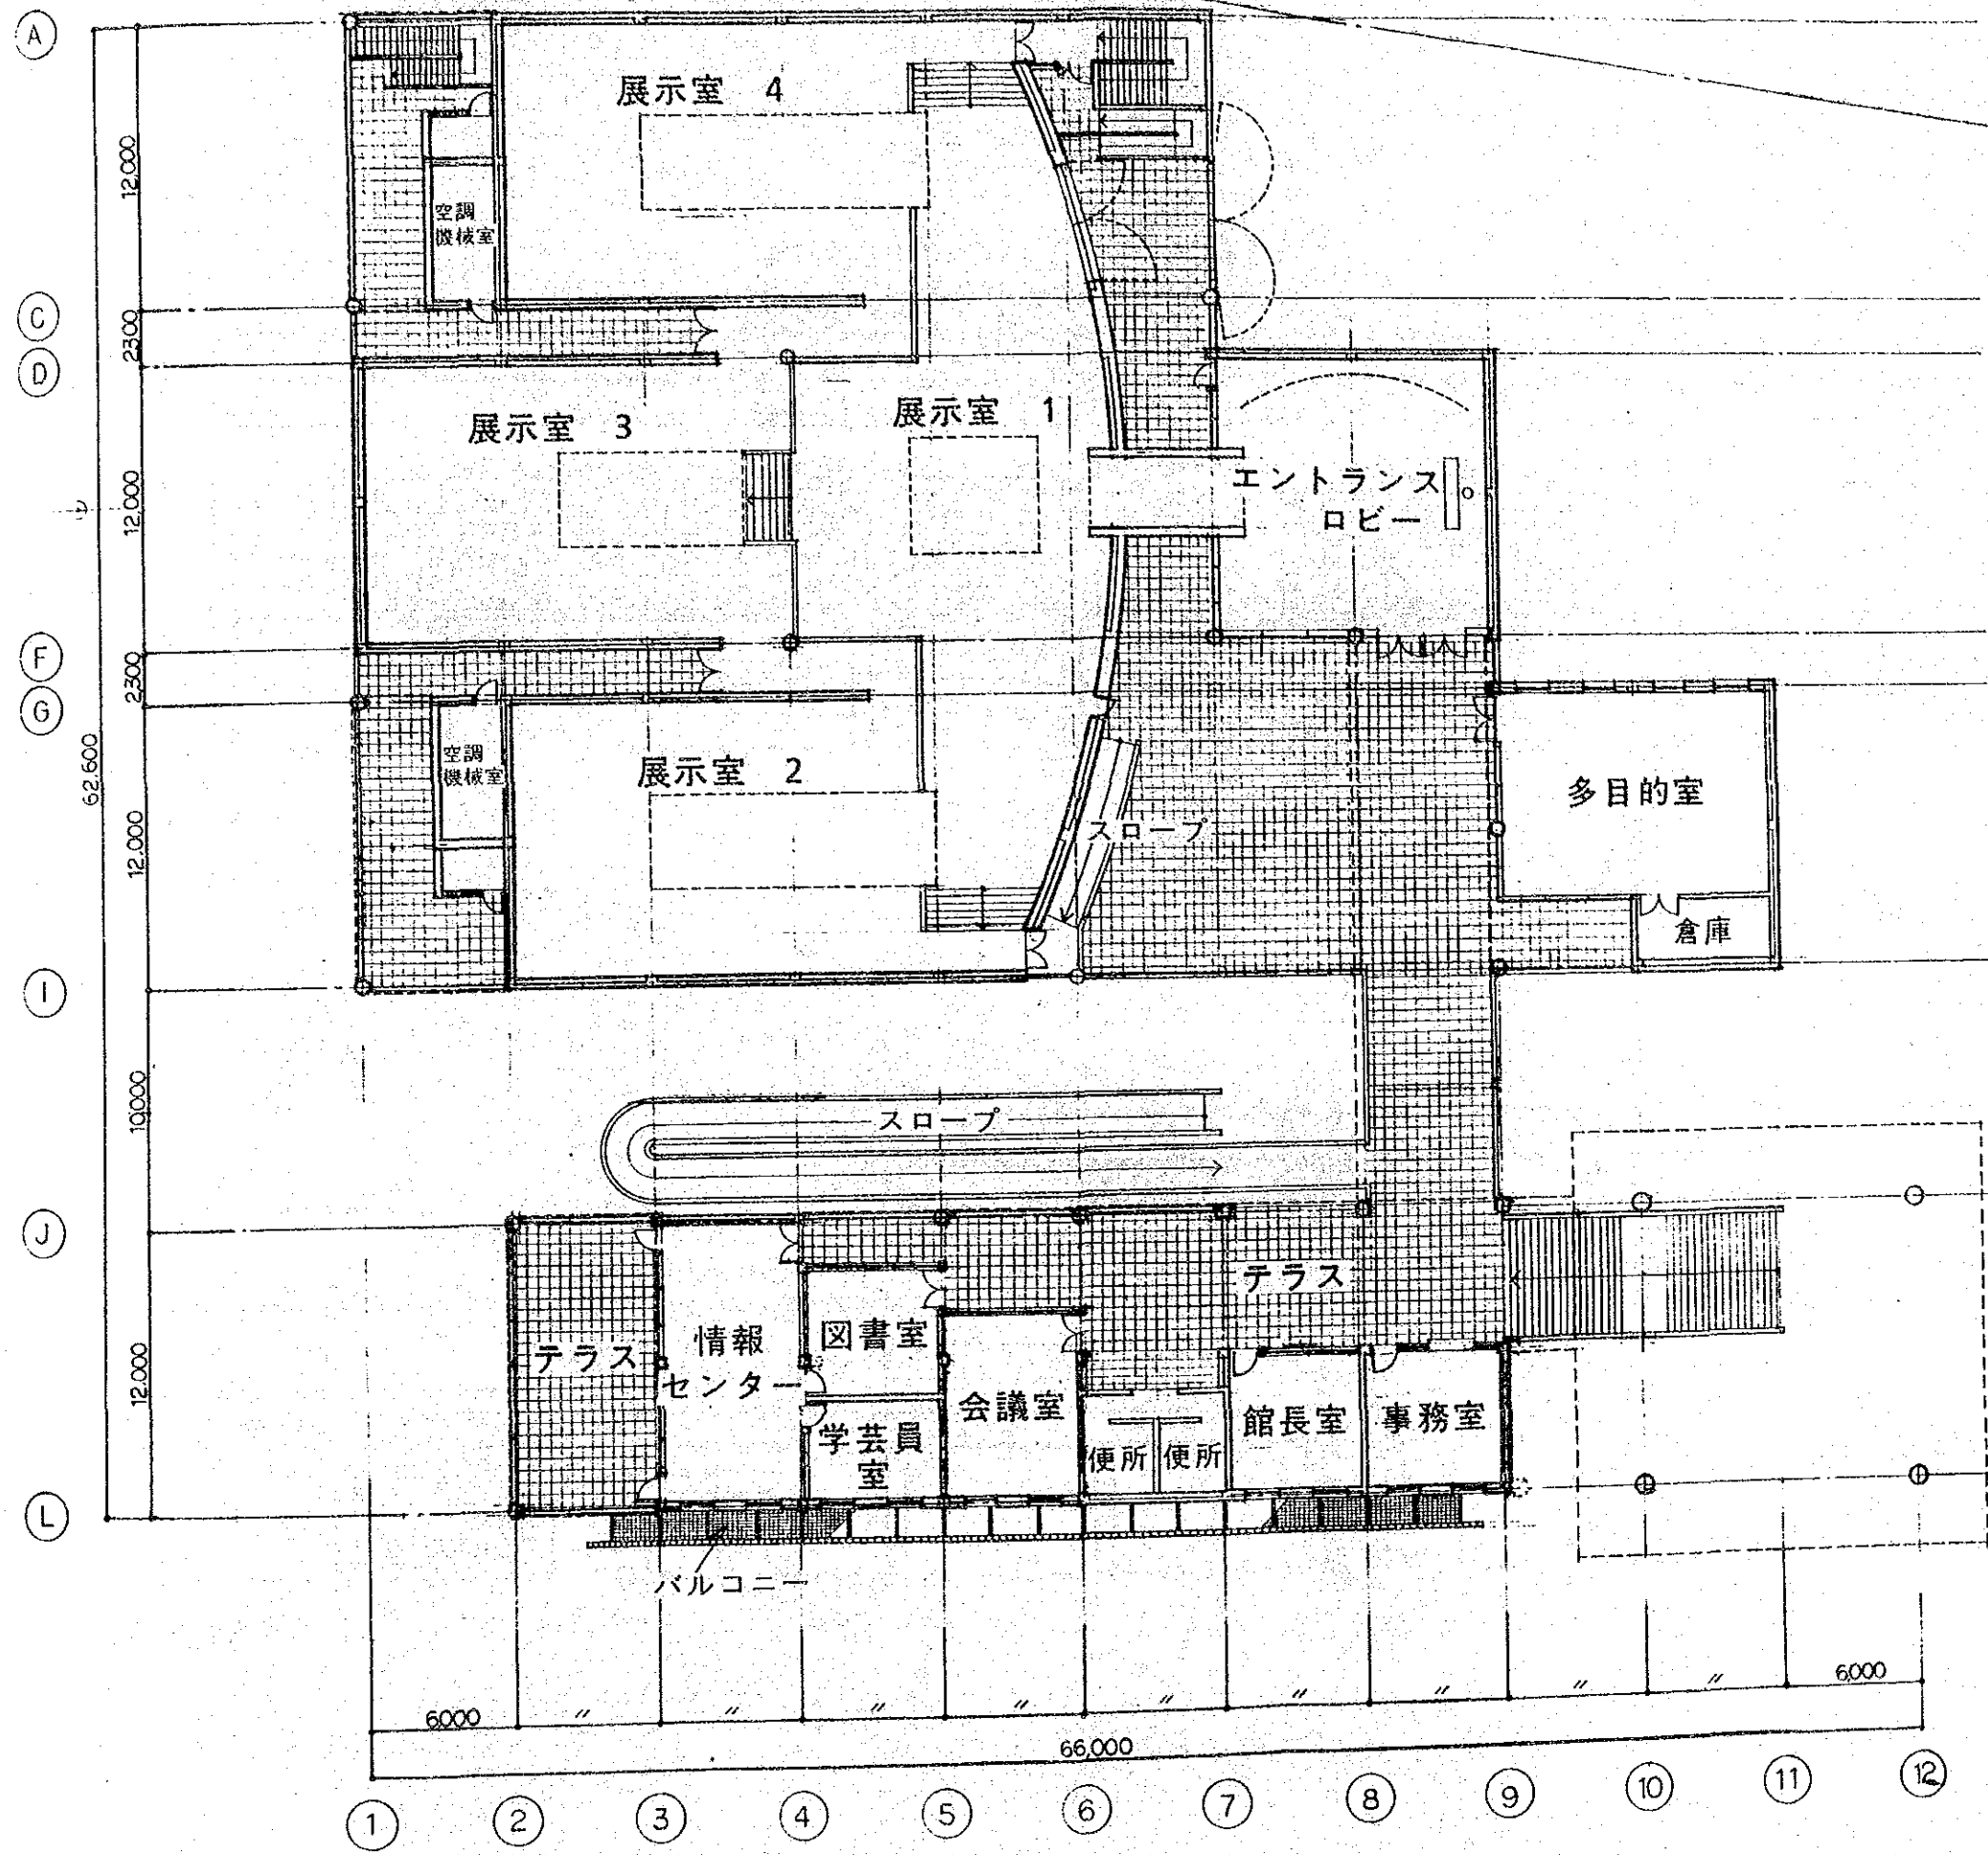 A
展示室 4
12,000
空調
機械室
C
2300
D
展示室 3
展示室 1
エントランス
ロビー
12,000
F
2300
G
62,600
空調
機械室
展示室 2
多目的室
スロープ
12,000
倉庫
I
10,000
スロープ
J
テラス
テラス
情報
センター
図書室
学芸員
室
会議室
便所
便所
館長室
事務室
12,000
L
バルコニー
6000
〃
〃
〃
〃
〃
〃
〃
〃
〃
6000
66,000
1
2
3
4
5
6
7
8
9
10
11
12